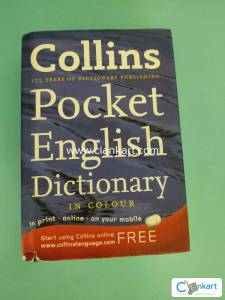 Collins
175 YEARS OF DICTIONARY PUBLISHING
Pocket
www.clankart.com
English
Dictionary
IN COLOUR
in print · online · on your mobile
Start using Collins online
www.collinslanguage.com FREE
Clankart